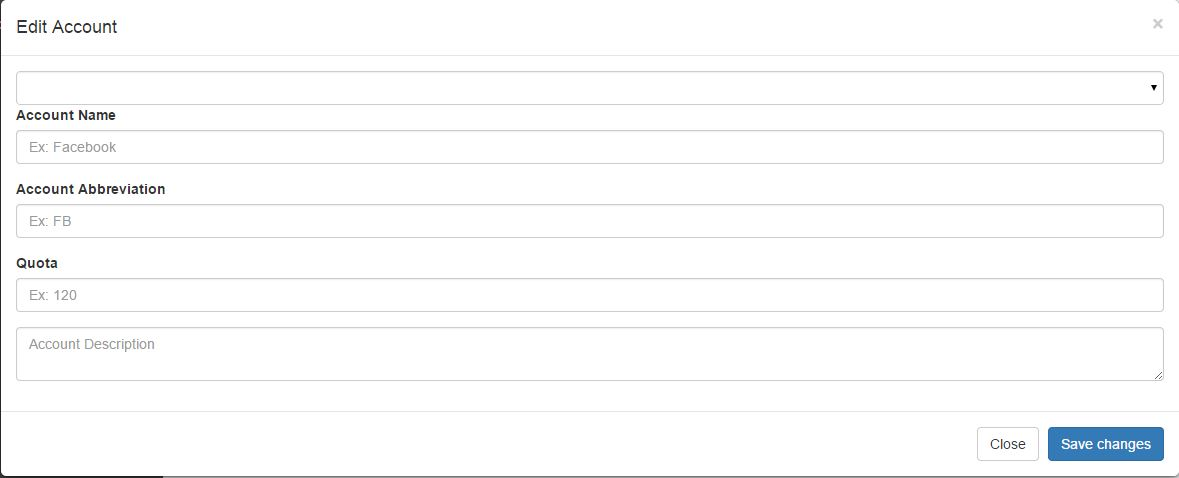 Edit Account
×
Account Name
Ex: Facebook
Account Abbreviation
Ex: FB
Quota
Ex: 120
Account Description
Close
Save changes